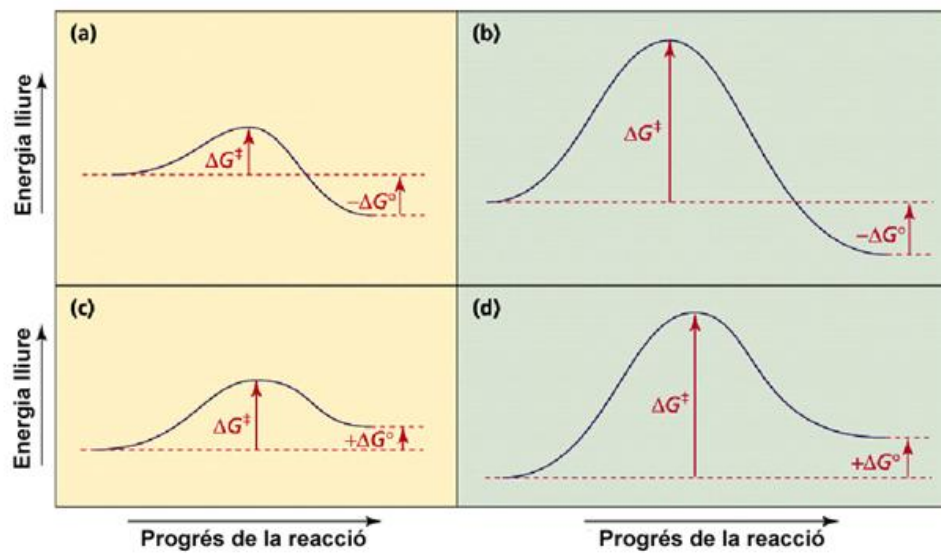 (a)
Energia lliure
ΔG‡
−ΔG°
(b)
ΔG‡
−ΔG°
(c)
Energia lliure
ΔG‡
+ΔG°
Progrés de la reacció
(d)
ΔG‡
+ΔG°
Progrés de la reacció